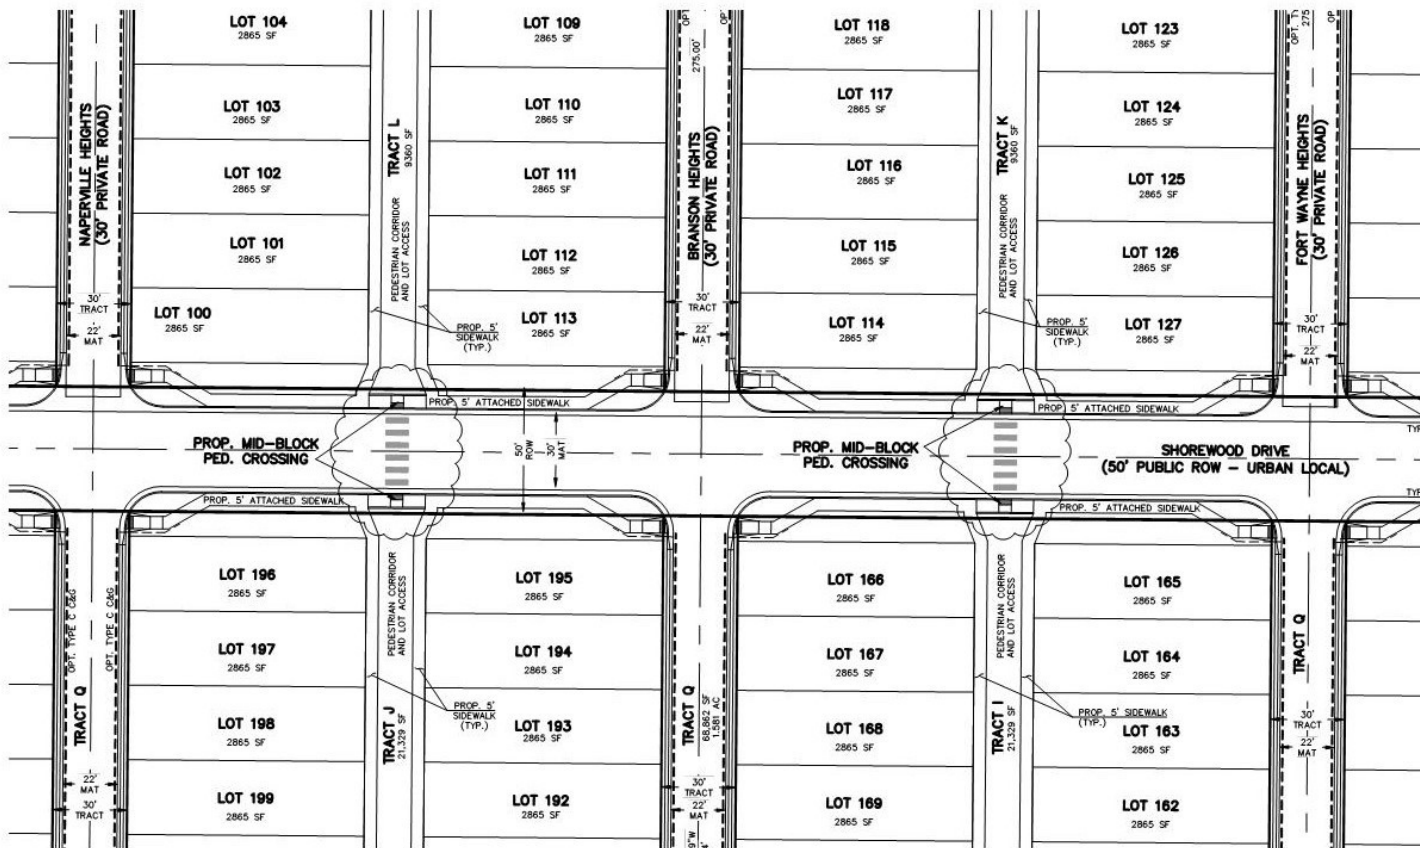 LOT 104
2865 SF
LOT 103
2865 SF
LOT 102
2865 SF
LOT 101
2865 SF
LOT 100
2865 SF
NAPERVILLE HEIGHTS
(30' PRIVATE ROAD)
30'
TRACT
22'
MAT
TRACT L
9360 SF
PEDESTRIAN CORRIDOR
AND LOT ACCESS
PROP. 5'
SIDEWALK
(TYP.)
LOT 109
2865 SF
LOT 110
2865 SF
LOT 111
2865 SF
LOT 112
2865 SF
LOT 113
2865 SF
275.00'
BRANSON HEIGHTS
(30' PRIVATE ROAD)
30'
TRACT
22'
MAT
LOT 118
2865 SF
LOT 117
2865 SF
LOT 116
2865 SF
LOT 115
2865 SF
LOT 114
2865 SF
TRACT K
9360 SF
PEDESTRIAN CORRIDOR
AND LOT ACCESS
PROP. 5'
SIDEWALK
(TYP.)
LOT 123
2865 SF
LOT 124
2865 SF
LOT 125
2865 SF
LOT 126
2865 SF
LOT 127
2865 SF
OPT.
275
FORT WAYNE HEIGHTS
(30' PRIVATE ROAD)
30'
TRACT
22'
MAT
PROP. 5' ATTACHED SIDEWALK
PROP. 5' ATTACHED SIDEWALK
PROP. MID-BLOCK
PED. CROSSING
50'
ROW
30'
MAT
PROP. MID-BLOCK
PED. CROSSING
SHOREWOOD DRIVE
(50' PUBLIC ROW - URBAN LOCAL)
PROP. 5' ATTACHED SIDEWALK
PROP. 5' ATTACHED SIDEWALK
OPT. TYPE C C&G
OPT. TYPE C C&G
TRACT Q
22'
MAT
30'
TRACT
LOT 196
2865 SF
LOT 197
2865 SF
LOT 198
2865 SF
LOT 199
2865 SF
PEDESTRIAN CORRIDOR
AND LOT ACCESS
TRACT J
21,329 SF
PROP. 5'
SIDEWALK
(TYP.)
LOT 195
2865 SF
LOT 194
2865 SF
LOT 193
2865 SF
LOT 192
2865 SF
TRACT Q
68,862 SF
1.581 AC
30'
TRACT
22'
MAT
LOT 166
2865 SF
LOT 167
2865 SF
LOT 168
2865 SF
LOT 169
2865 SF
PEDESTRIAN CORRIDOR
AND LOT ACCESS
TRACT I
21,329 SF
PROP. 5' SIDEWALK
(TYP.)
LOT 165
2865 SF
LOT 164
2865 SF
LOT 163
2865 SF
LOT 162
2865 SF
TRACT Q
30'
TRACT
22'
MAT